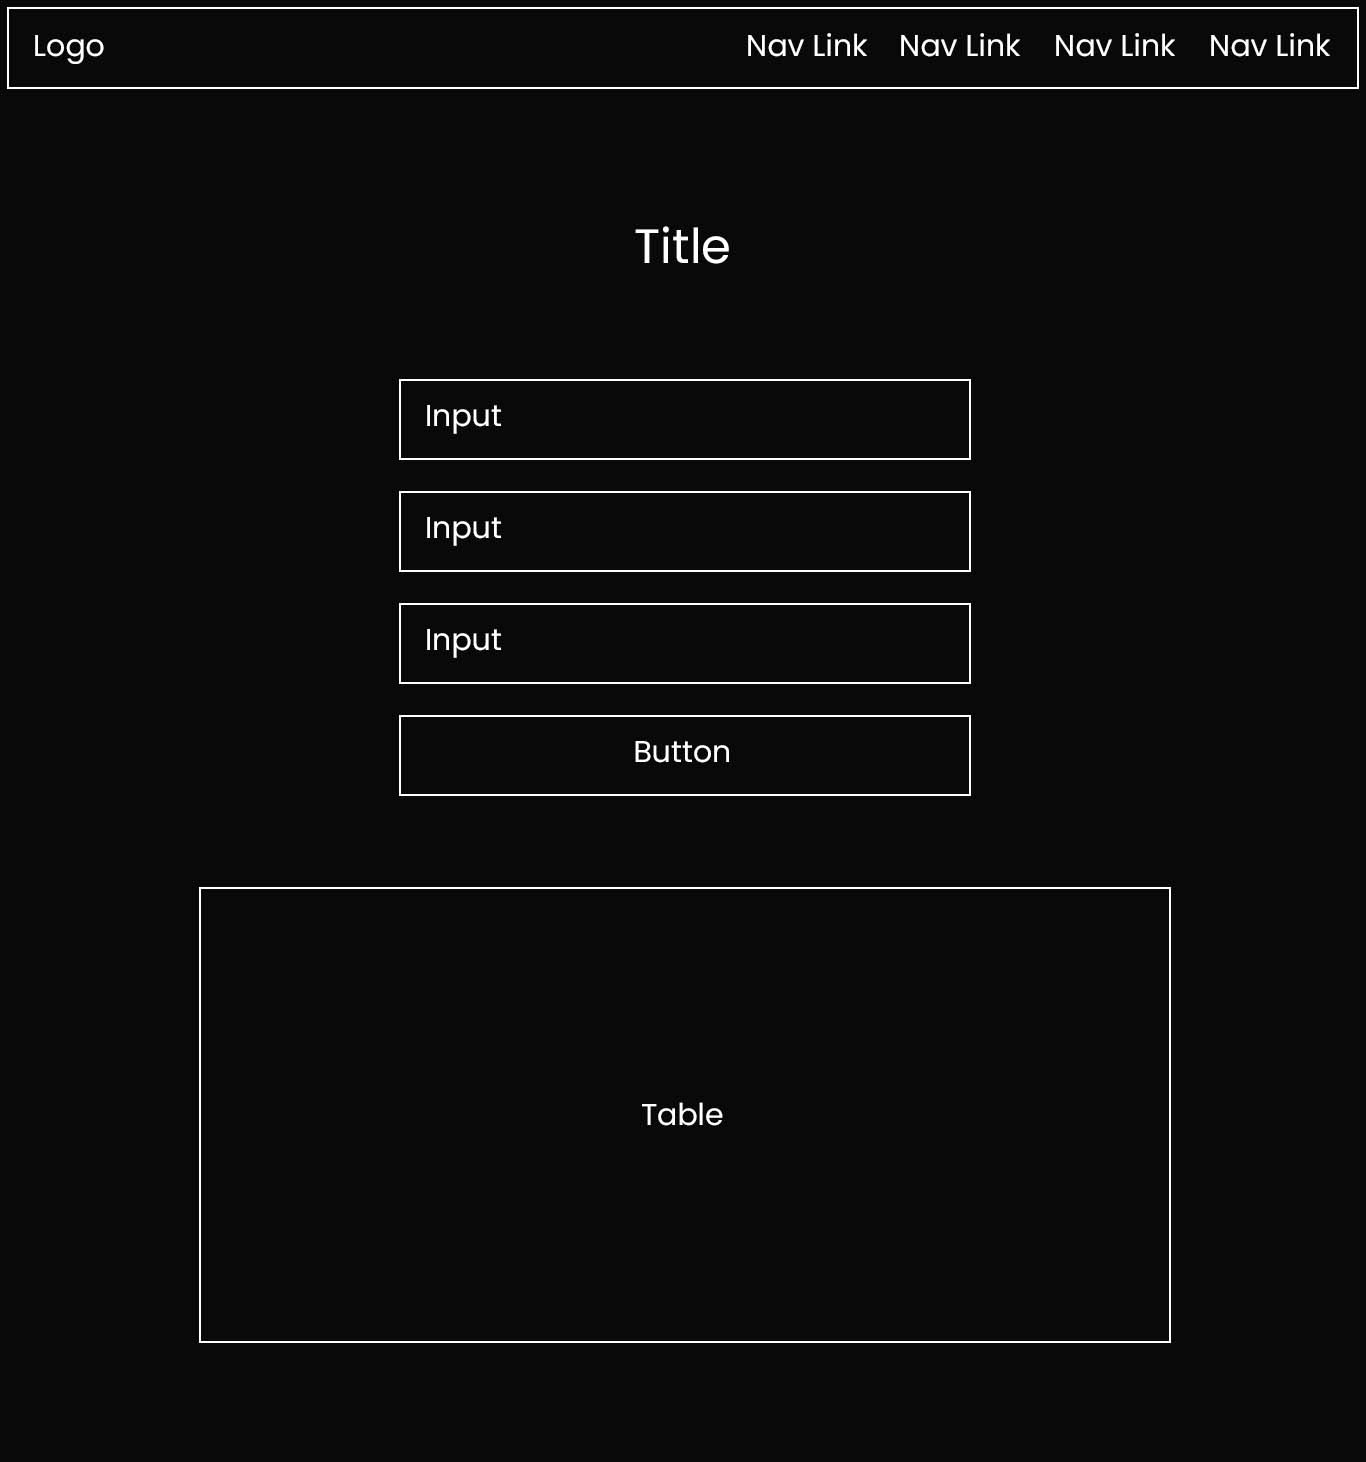 Logo Nav Link Nav Link Nav Link Nav Link
Title
Input
Input
Input
Button
Table